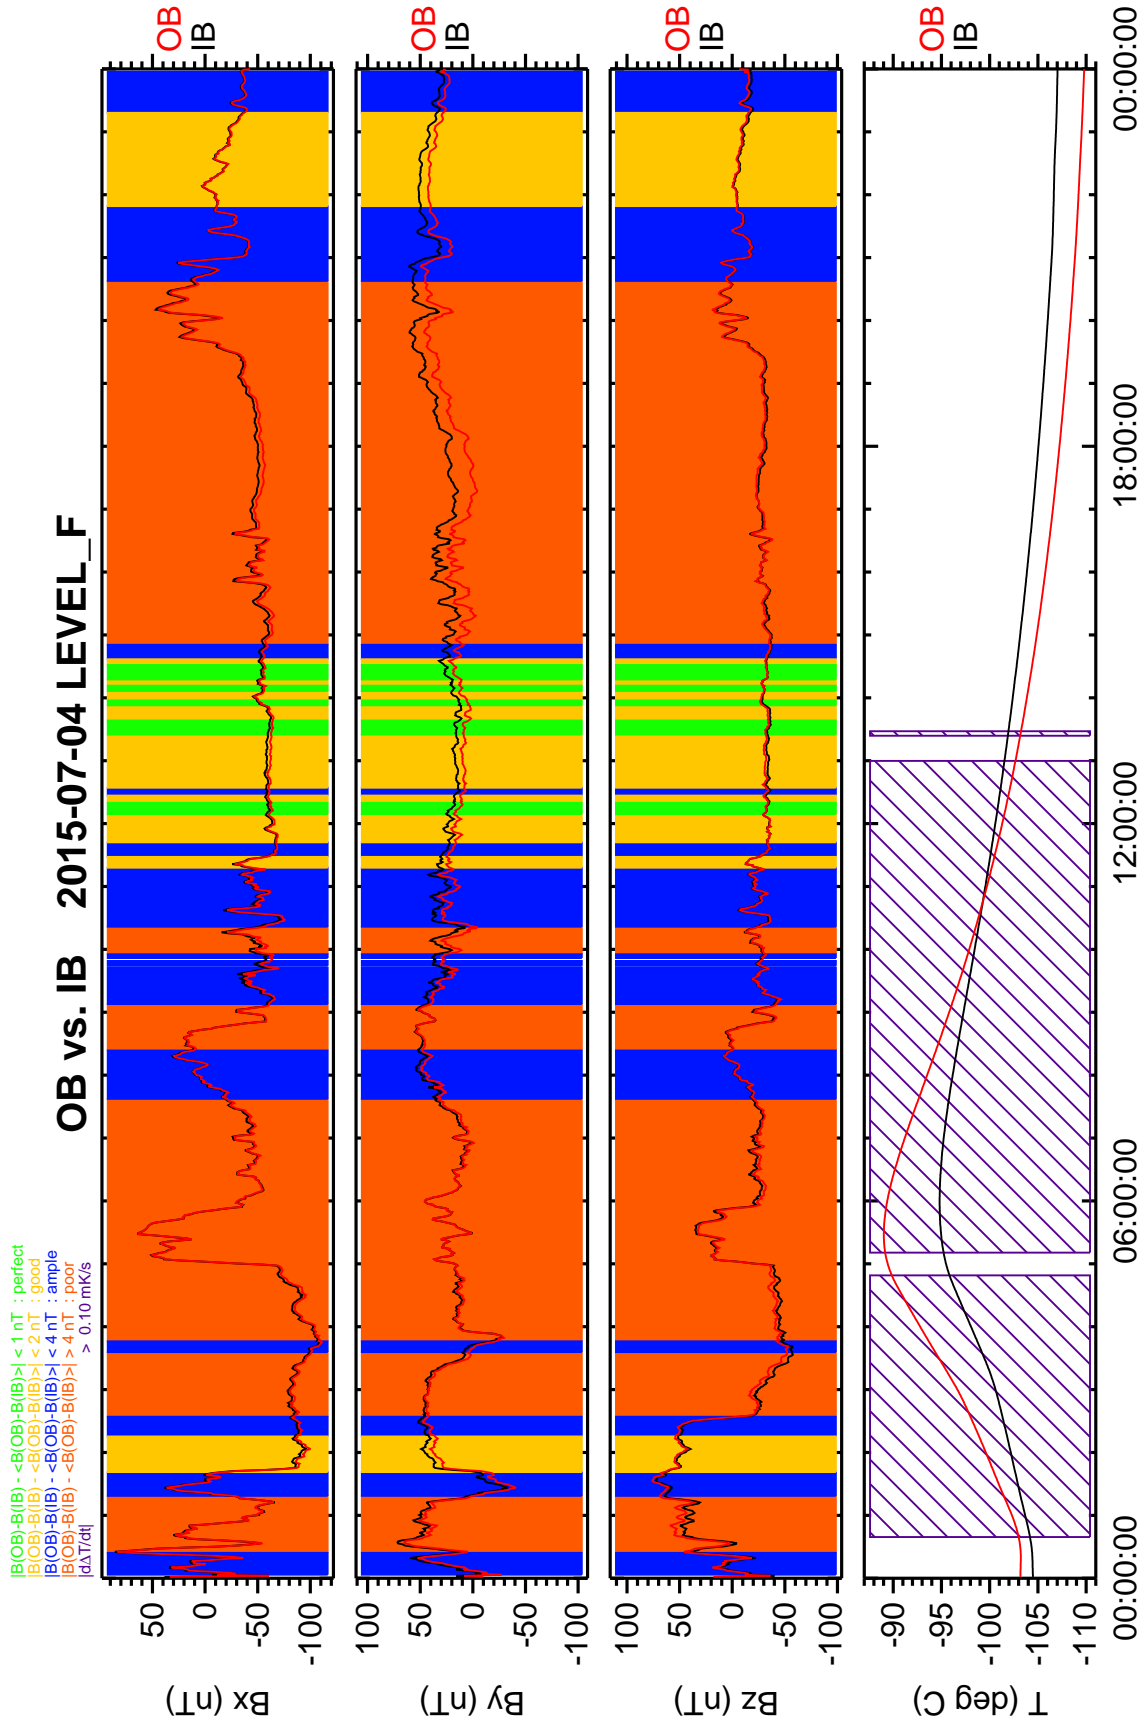 OB vs. IB 2015-07-04 LEVEL_F
|B(OB)-B(IB) - <B(OB)-B(IB)>| < 1 nT : perfect
|B(OB)-B(IB) - <B(OB)-B(IB)>| < 2 nT : good
|B(OB)-B(IB) - <B(OB)-B(IB)>| < 4 nT : ample
|B(OB)-B(IB) - <B(OB)-B(IB)>| > 4 nT : poor
|dΔT/dt| > 0.10 mK/s
Bx (nT)
50
0
-50
-100
OB
IB
By (nT)
100
50
0
-50
-100
OB
IB
Bz (nT)
100
50
0
-50
-100
OB
IB
T (deg C)
-90
-95
-100
-105
-110
OB
IB
00:00:00 6:00:00 12:00:00 18:00:00 00:00:00